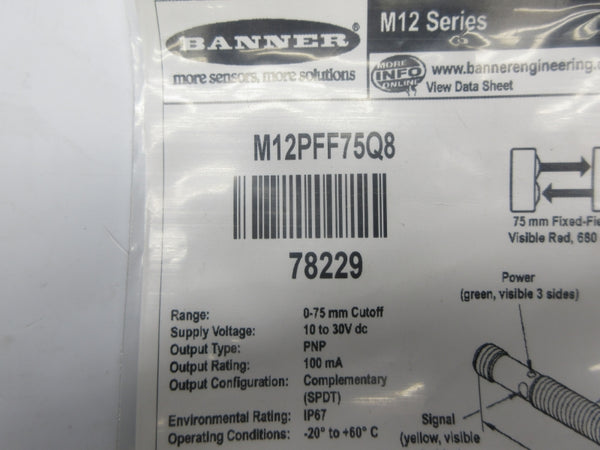 BANNER
more sensors, more solutions
M12 Series
MORE INFO ONLINE
www.bannerengineering.
View Data Sheet
M12PFF75Q8
78229
75 mm Fixed-Fie
Visible Red, 680
Power
(green, visible 3 sides)
Range: 0-75 mm Cutoff
Supply Voltage: 10 to 30V dc
Output Type: PNP
Output Rating: 100 mA
Output Configuration: Complementary
(SPDT)
Environmental Rating: IP67
Operating Conditions: -20° to +60° C
Signal
(yellow, visible